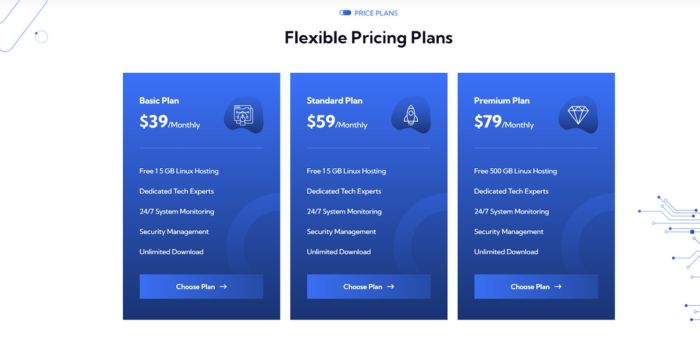 PRICE PLANS
Flexible Pricing Plans
Basic Plan
$39/Monthly
Free 15 GB Linux Hosting
Dedicated Tech Experts
24/7 System Monitoring
Security Management
Unlimited Download
Choose Plan →
Standard Plan
$59/Monthly
Free 15 GB Linux Hosting
Dedicated Tech Experts
24/7 System Monitoring
Security Management
Unlimited Download
Choose Plan →
Premium Plan
$79/Monthly
Free 500 GB Linux Hosting
Dedicated Tech Experts
24/7 System Monitoring
Security Management
Unlimited Download
Choose Plan →